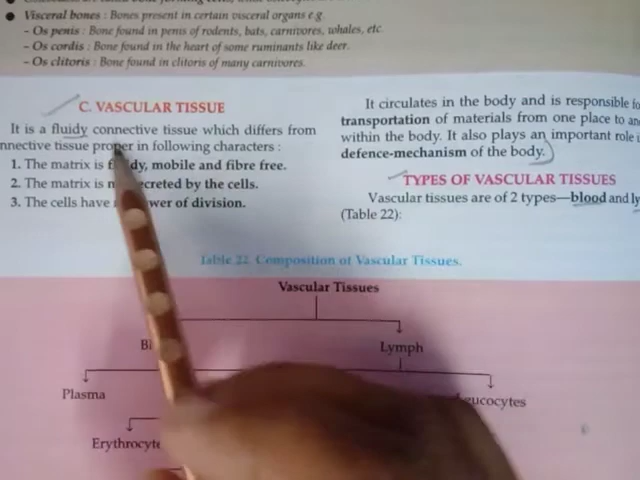 Visceral bones : Bones present in certain visceral organs e.g.
– Os penis : Bone found in penis of rodents, bats, carnivores, whales, etc.
– Os cordis : Bone found in the heart of some ruminants like deer.
– Os clitoris : Bone found in clitoris of many carnivores.
C. VASCULAR TISSUE
It is a fluidy connective tissue which differs from
nnective tissue proper in following characters :
1. The matrix is dy, mobile and fibre free.
2. The matrix is ecreted by the cells.
3. The cells have wer of division.
It circulates in the body and is responsible fo
transportation of materials from one place to an
within the body. It also plays an important role i
defence-mechanism of the body.
TYPES OF VASCULAR TISSUES
Vascular tissues are of 2 types—blood and ly
(Table 22):
Table 22. Composition of Vascular Tissues.
Vascular Tissues
Bl
Lymph
Plasma
eucocytes
Erythrocyte